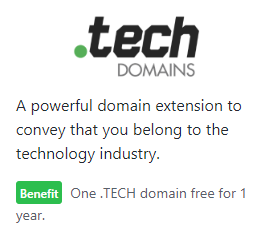 .tech
DOMAINS
A powerful domain extension to
convey that you belong to the
technology industry.
Benefit One .TECH domain free for 1
year.